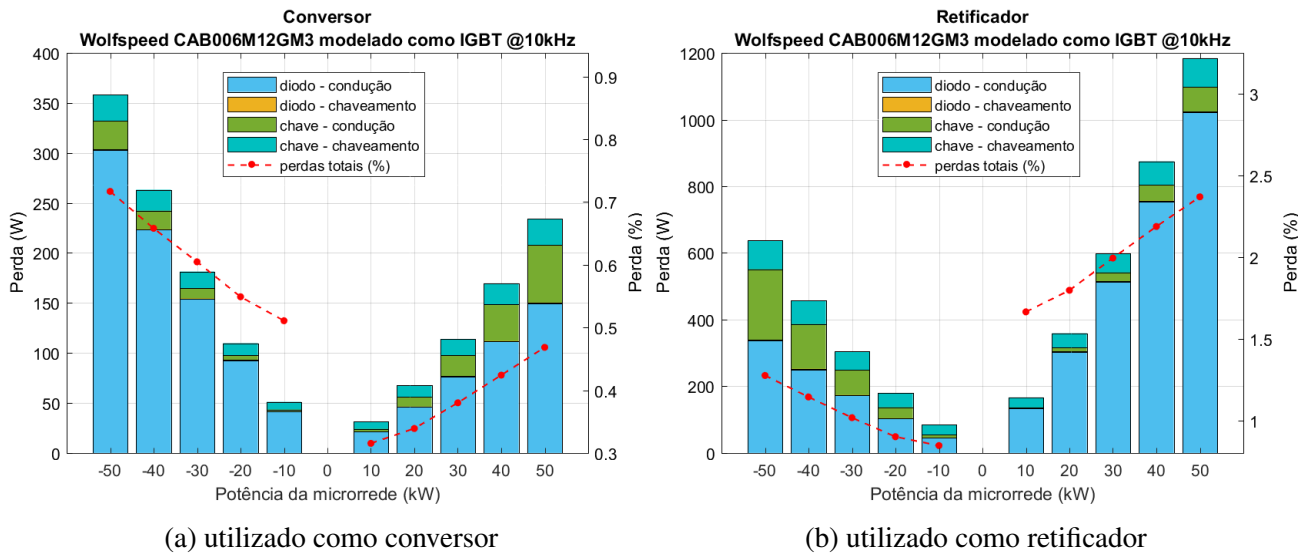 Conversor
Wolfspeed CAB006M12GM3 modelado como IGBT @10kHz
400
350
300
250
200
150
100
50
0
Perda (W)
diodo - condução
diodo - chaveamento
chave - condução
chave - chaveamento
perdas totais (%)
0.9
0.8
0.7
0.6
0.5
0.4
0.3
Perda (%)
-50 -40 -30 -20 -10 0 10 20 30 40 50
Potência da microrrede (kW)
(a) utilizado como conversor
Retificador
Wolfspeed CAB006M12GM3 modelado como IGBT @10kHz
1200
1000
800
600
400
200
0
Perda (W)
diodo - condução
diodo - chaveamento
chave - condução
chave - chaveamento
perdas totais (%)
3
2.5
2
1.5
1
Perda (%)
-50 -40 -30 -20 -10 0 10 20 30 40 50
Potência da microrrede (kW)
(b) utilizado como retificador